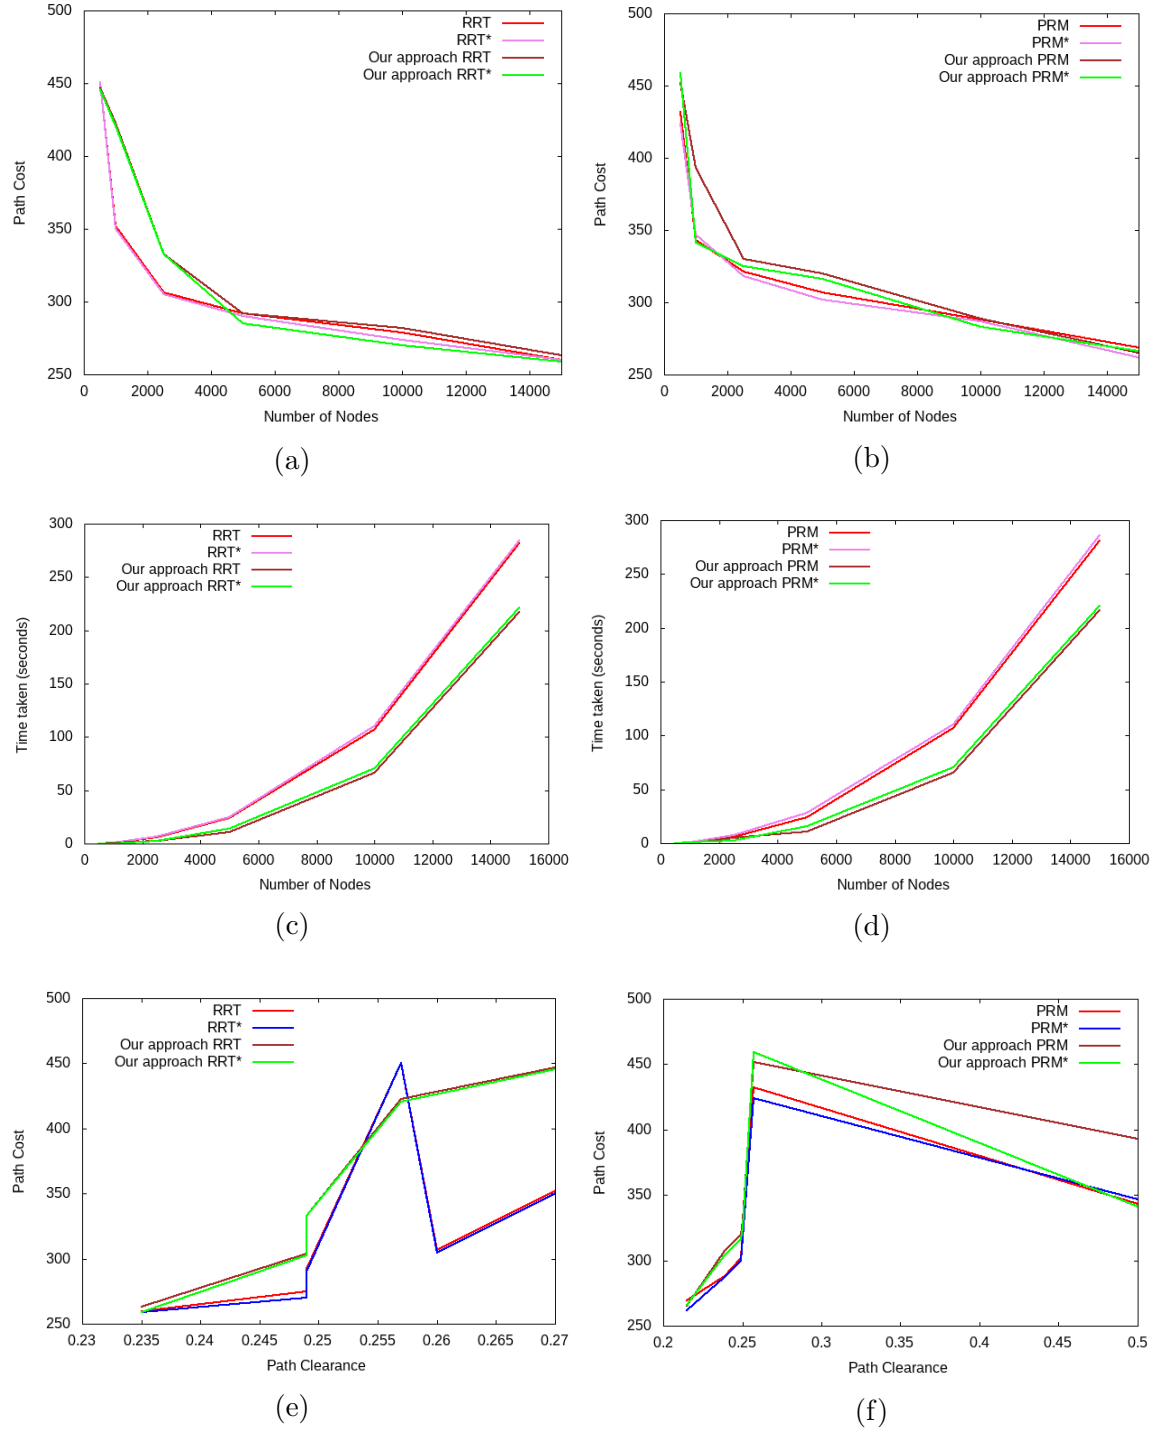 500
450
400
350
300
250
Path Cost
0 2000 4000 6000 8000 10000 12000 14000
Number of Nodes
RRT
RRT*
Our approach RRT
Our approach RRT*
(a)
500
450
400
350
300
250
Path Cost
0 2000 4000 6000 8000 10000 12000 14000
Number of Nodes
PRM
PRM*
Our approach PRM
Our approach PRM*
(b)
300
250
200
150
100
50
0
Time taken (seconds)
0 2000 4000 6000 8000 10000 12000 14000 16000
Number of Nodes
RRT
RRT*
Our approach RRT
Our approach RRT*
(c)
300
250
200
150
100
50
0
Time taken (seconds)
0 2000 4000 6000 8000 10000 12000 14000 16000
Number of Nodes
PRM
PRM*
Our approach PRM
Our approach PRM*
(d)
500
450
400
350
300
250
Path Cost
0.23 0.235 0.24 0.245 0.25 0.255 0.26 0.265 0.27
Path Clearance
RRT
RRT*
Our approach RRT
Our approach RRT*
(e)
500
450
400
350
300
250
Path Cost
0.2 0.25 0.3 0.35 0.4 0.45 0.5
Path Clearance
PRM
PRM*
Our approach PRM
Our approach PRM*
(f)